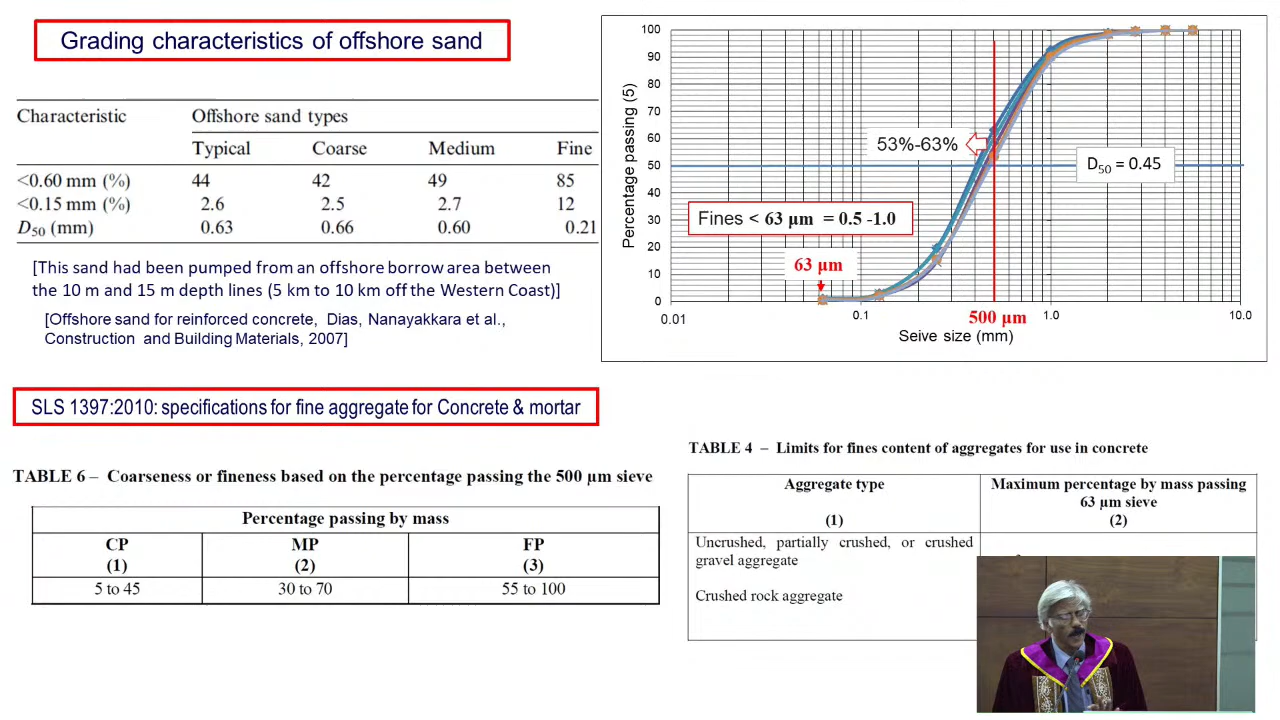 Grading characteristics of offshore sand
Characteristic Offshore sand types
Typical Coarse Medium Fine
<0.60 mm (%) 44 42 49 85
<0.15 mm (%) 2.6 2.5 2.7 12
D50 (mm) 0.63 0.66 0.60 0.21
[This sand had been pumped from an offshore borrow area between
the 10 m and 15 m depth lines (5 km to 10 km off the Western Coast)]
[Offshore sand for reinforced concrete, Dias, Nanayakkara et al.,
Construction and Building Materials, 2007]
Percentage passing (5)
100
90
80
70
60
50
40
30
20
10
0
53%-63%
D50 = 0.45
Fines < 63 µm = 0.5 -1.0
63 µm
0.01 0.1 500 µm 1.0 10.0
Seive size (mm)
SLS 1397:2010: specifications for fine aggregate for Concrete & mortar
TABLE 6 – Coarseness or fineness based on the percentage passing the 500 µm sieve
Percentage passing by mass
CP MP FP
(1) (2) (3)
5 to 45 30 to 70 55 to 100
TABLE 4 – Limits for fines content of aggregates for use in concrete
Aggregate type Maximum percentage by mass passing
63 µm sieve
(1) (2)
Uncrushed, partially crushed, or crushed
gravel aggregate
Crushed rock aggregate